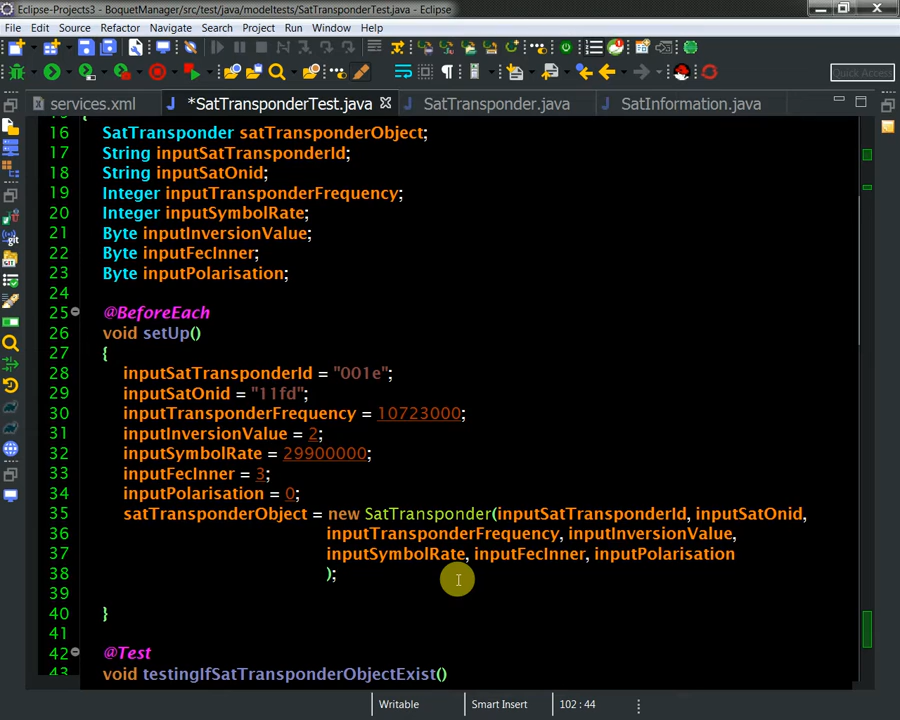 Eclipse-Projects3 - BoquetManager/src/test/java/modeltests/SatTransponderTest.java - Eclipse
File Edit Source Refactor Navigate Search Project Run Window Help
Quick Access
services.xml *SatTransponderTest.java SatTransponder.java SatInformation.java
16 SatTransponder satTransponderObject;
17 String inputSatTransponderId;
18 String inputSatOnid;
19 Integer inputTransponderFrequency;
20 Integer inputSymbolRate;
21 Byte inputInversionValue;
22 Byte inputFecInner;
23 Byte inputPolarisation;
24
25 @BeforeEach
26 void setUp()
27 {
28 inputSatTransponderId = "001e";
29 inputSatOnid = "11fd";
30 inputTransponderFrequency = 10723000;
31 inputInversionValue = 2;
32 inputSymbolRate = 29900000;
33 inputFecInner = 3;
34 inputPolarisation = 0;
35 satTransponderObject = new SatTransponder(inputSatTransponderId, inputSatOnid,
36 inputTransponderFrequency, inputInversionValue,
37 inputSymbolRate, inputFecInner, inputPolarisation
38 );
39
40 }
41
42 @Test
43 void testingIfSatTransponderObjectExist()
Writable Smart Insert 102 : 44